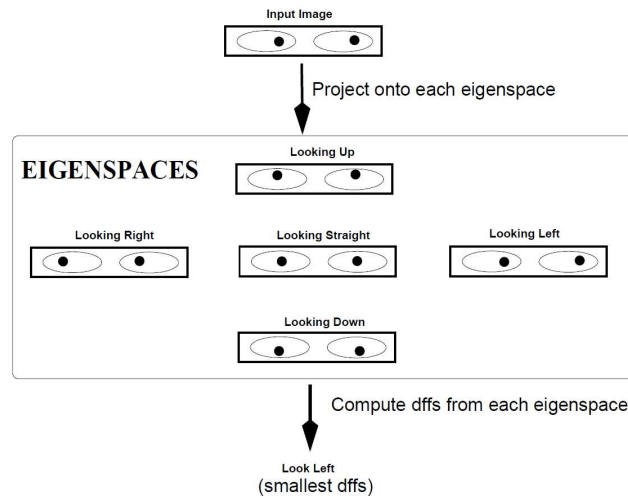 Input Image
Project onto each eigenspace
EIGENSPACES
Looking Up
Looking Right
Looking Straight
Looking Left
Looking Down
Compute dffs from each eigenspace
Look Left
(smallest dffs)